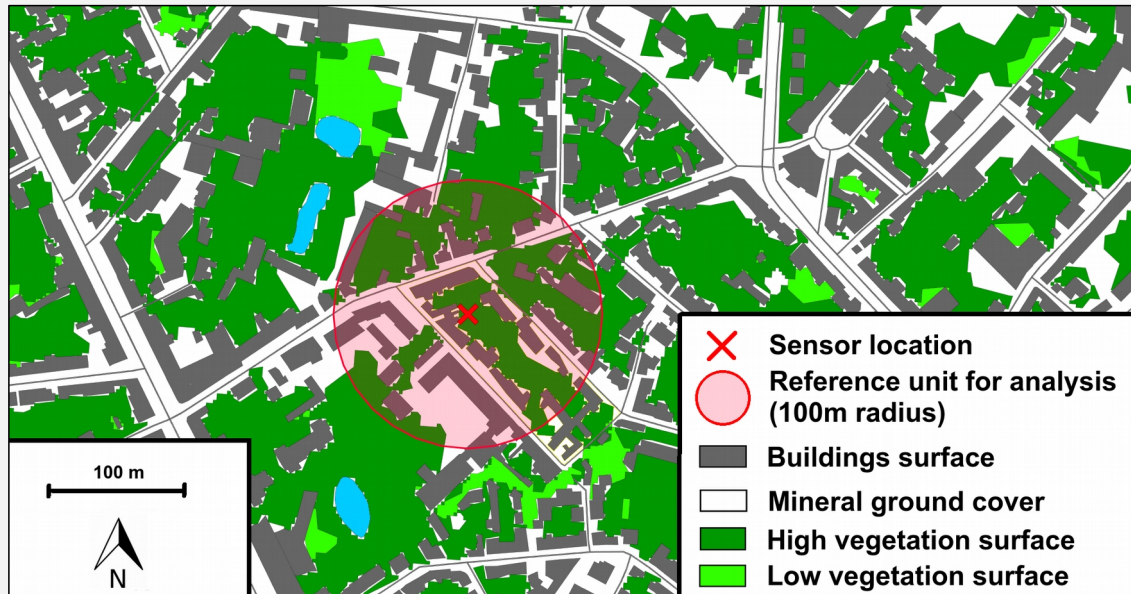 Sensor location
Reference unit for analysis
(100m radius)
Buildings surface
Mineral ground cover
High vegetation surface
Low vegetation surface
100 m
N